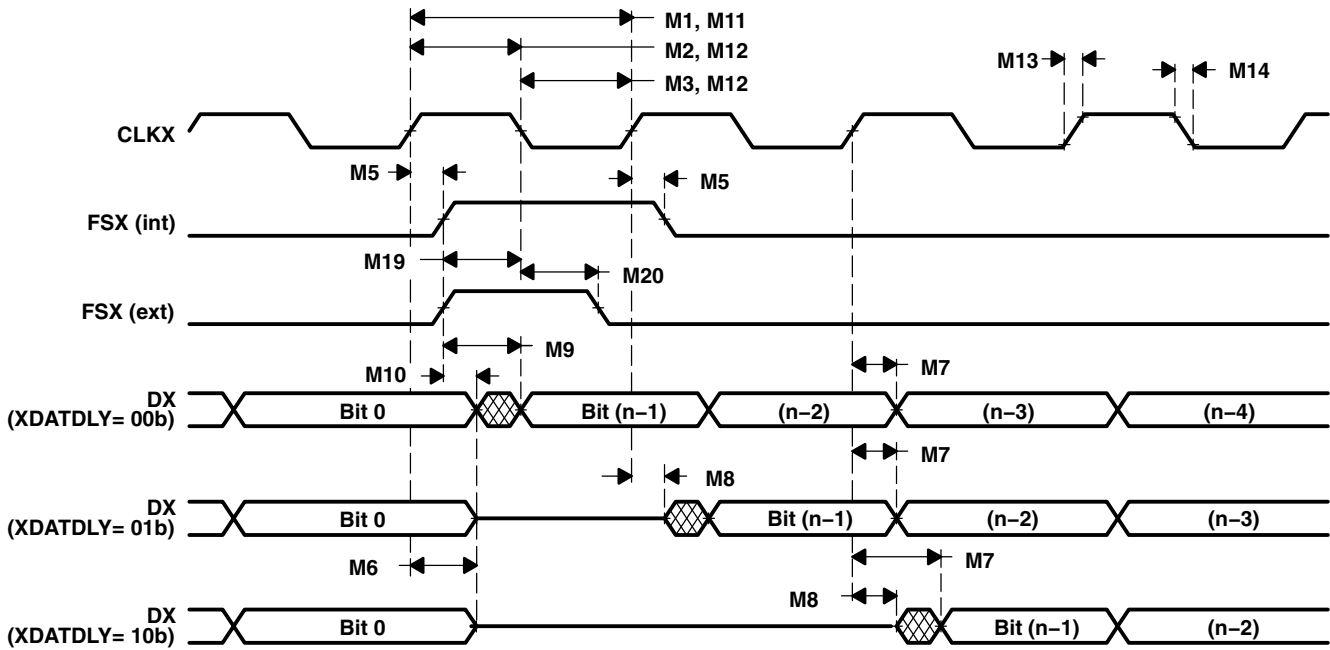 M1, M11
M2, M12
M3, M12
M13
M14
CLKX
M5
M5
FSX (int)
M19
M20
FSX (ext)
M9
M10
M7
DX
(XDATDLY= 00b)
Bit 0
Bit (n−1)
(n−2)
(n−3)
(n−4)
M7
M8
DX
(XDATDLY= 01b)
Bit 0
Bit (n−1)
(n−2)
(n−3)
M6
M7
M8
DX
(XDATDLY= 10b)
Bit 0
Bit (n−1)
(n−2)